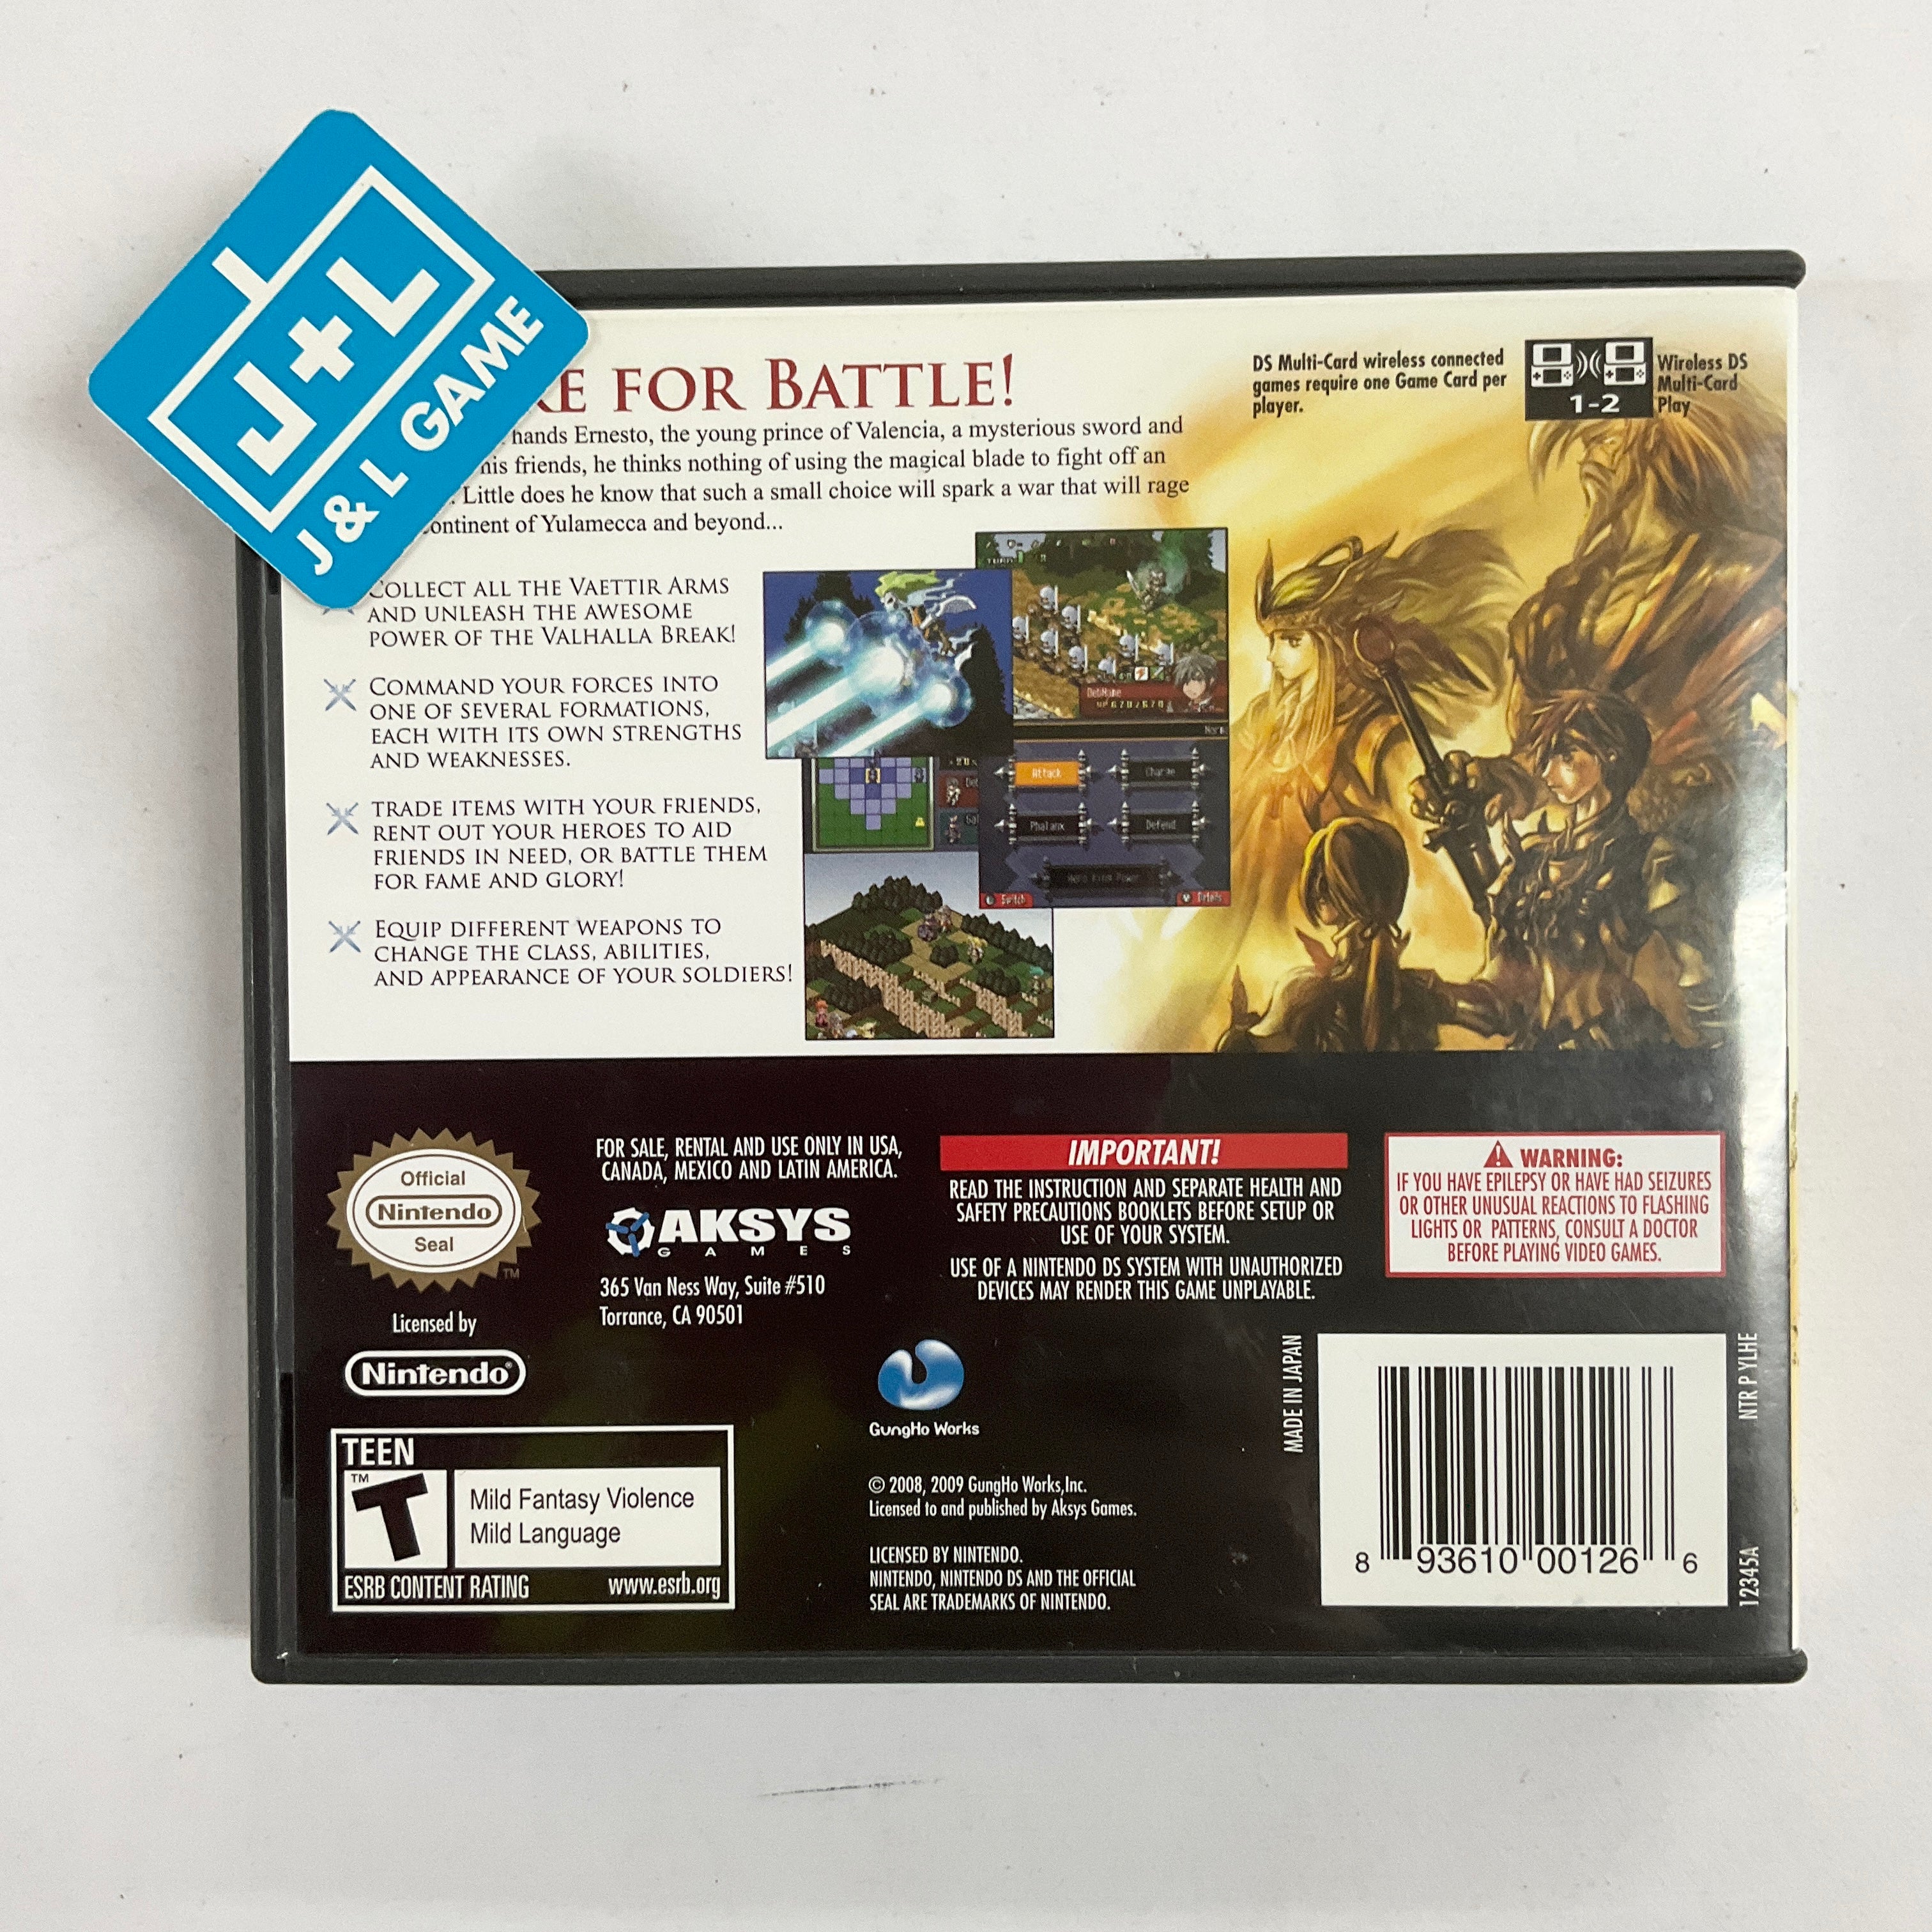 J+L
J & L GAME
FOR BATTLE!
hands Ernesto, the young prince of Valencia, a mysterious sword and
his friends, he thinks nothing of using the magical blade to fight off an
Little does he know that such a small choice will spark a war that will rage
continent of Yulamecca and beyond...
DS Multi-Card wireless connected
games require one Game Card per
player.
1-2
Wireless DS
Multi-Card
Play
COLLECT ALL THE VAETTIR ARMS
AND UNLEASH THE AWESOME
POWER OF THE VALHALLA BREAK!
COMMAND YOUR FORCES INTO
ONE OF SEVERAL FORMATIONS,
EACH WITH ITS OWN STRENGTHS
AND WEAKNESSES.
TRADE ITEMS WITH YOUR FRIENDS,
RENT OUT YOUR HEROES TO AID
FRIENDS IN NEED, OR BATTLE THEM
FOR FAME AND GLORY!
EQUIP DIFFERENT WEAPONS TO
CHANGE THE CLASS, ABILITIES,
AND APPEARANCE OF YOUR SOLDIERS!
Attack
Charge
Phalanx
Defend
Switch
Details
Official
Nintendo
Seal
TM
Licensed by
Nintendo®
FOR SALE, RENTAL AND USE ONLY IN USA,
CANADA, MEXICO AND LATIN AMERICA.
AKSYS
GAMES
365 Van Ness Way, Suite #510
Torrance, CA 90501
IMPORTANT!
READ THE INSTRUCTION AND SEPARATE HEALTH AND
SAFETY PRECAUTIONS BOOKLETS BEFORE SETUP OR
USE OF YOUR SYSTEM.
USE OF A NINTENDO DS SYSTEM WITH UNAUTHORIZED
DEVICES MAY RENDER THIS GAME UNPLAYABLE.
WARNING:
IF YOU HAVE EPILEPSY OR HAVE HAD SEIZURES
OR OTHER UNUSUAL REACTIONS TO FLASHING
LIGHTS OR PATTERNS, CONSULT A DOCTOR
BEFORE PLAYING VIDEO GAMES.
GungHo Works
© 2008, 2009 GungHo Works,Inc.
Licensed to and published by Aksys Games.
LICENSED BY NINTENDO.
NINTENDO, NINTENDO DS AND THE OFFICIAL
SEAL ARE TRADEMARKS OF NINTENDO.
TEEN
TM
T
Mild Fantasy Violence
Mild Language
ESRB CONTENT RATING www.esrb.org
MADE IN JAPAN
8 93610 00126 6
NTR P YLHE
12345A